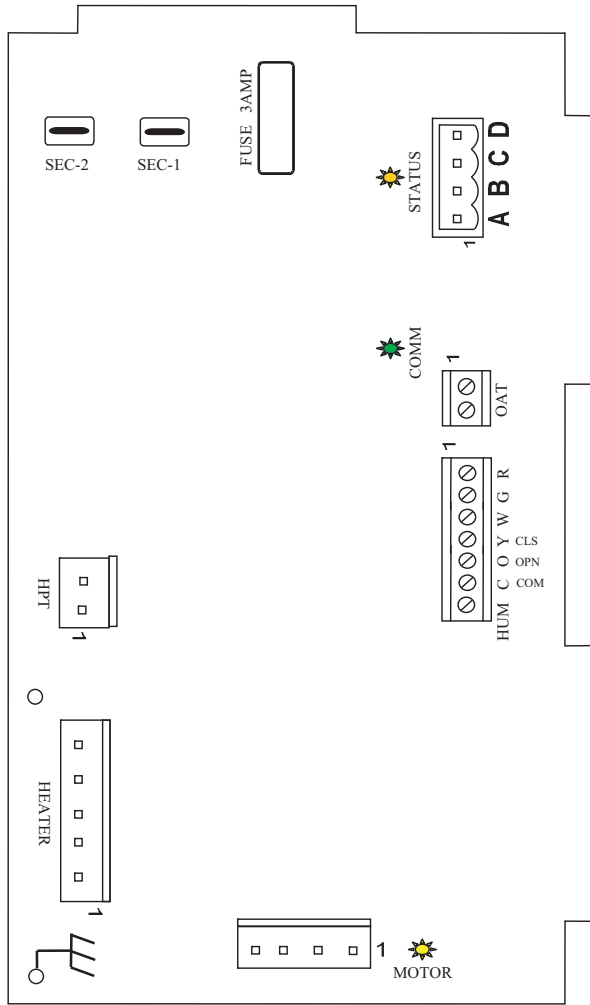 SEC-2
SEC-1
FUSE 3AMP
STATUS
A B C D
1
COMM
1
OAT
1
HUM C O Y W G R
CLS
OPN
COM
HPT
1
HEATER
1
1
MOTOR